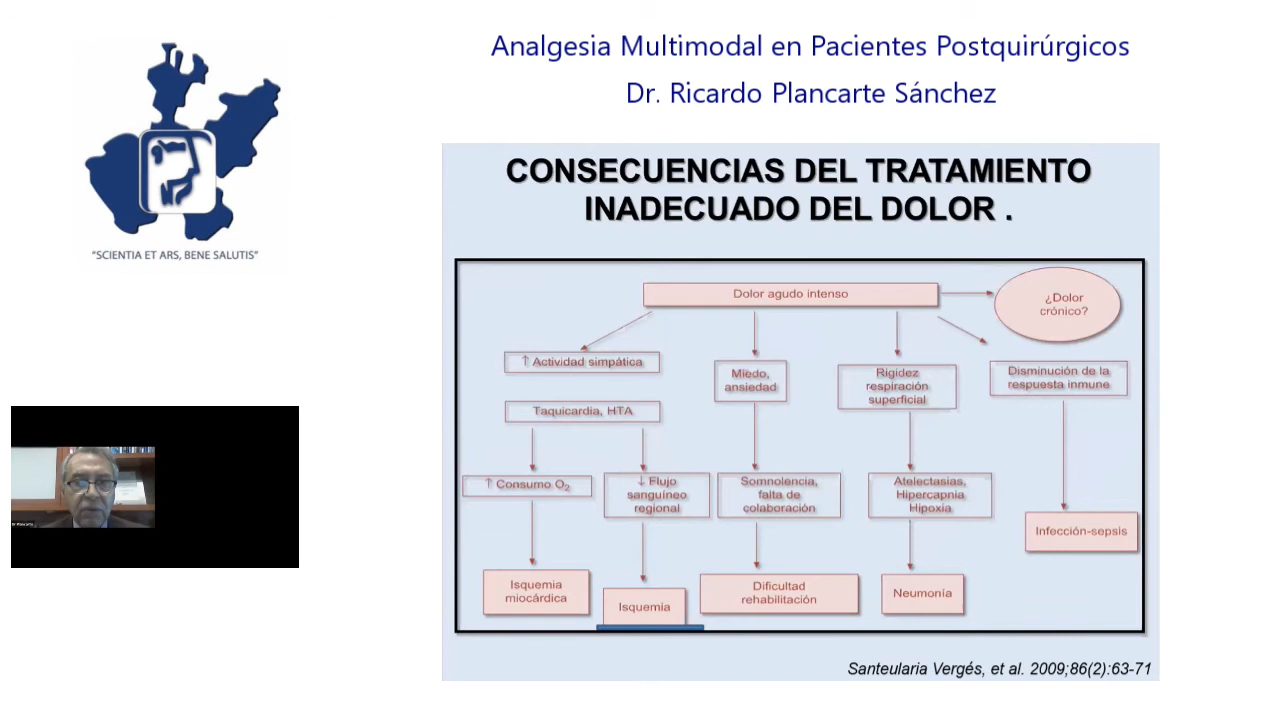 Analgesia Multimodal en Pacientes Postquirúrgicos
Dr. Ricardo Plancarte Sánchez
"SCIENTIA ET ARS, BENE SALUTIS"
CONSECUENCIAS DEL TRATAMIENTO
INADECUADO DEL DOLOR .
Dolor agudo intenso
¿Dolor
crónico?
↑ Actividad simpática
Miedo,
ansiedad
Rigidez
respiración
superficial
Disminución de la
respuesta inmune
Taquicardia, HTA
↑ Consumo O₂
↓ Flujo
sanguíneo
regional
Somnolencia,
falta de
colaboración
Atelectasias,
Hipercapnia
Hipoxia
Infección-sepsis
Isquemia
miocárdica
Isquemia
Dificultad
rehabilitación
Neumonía
Santeularia Vergés, et al. 2009;86(2):63-71
Dr Plancarte